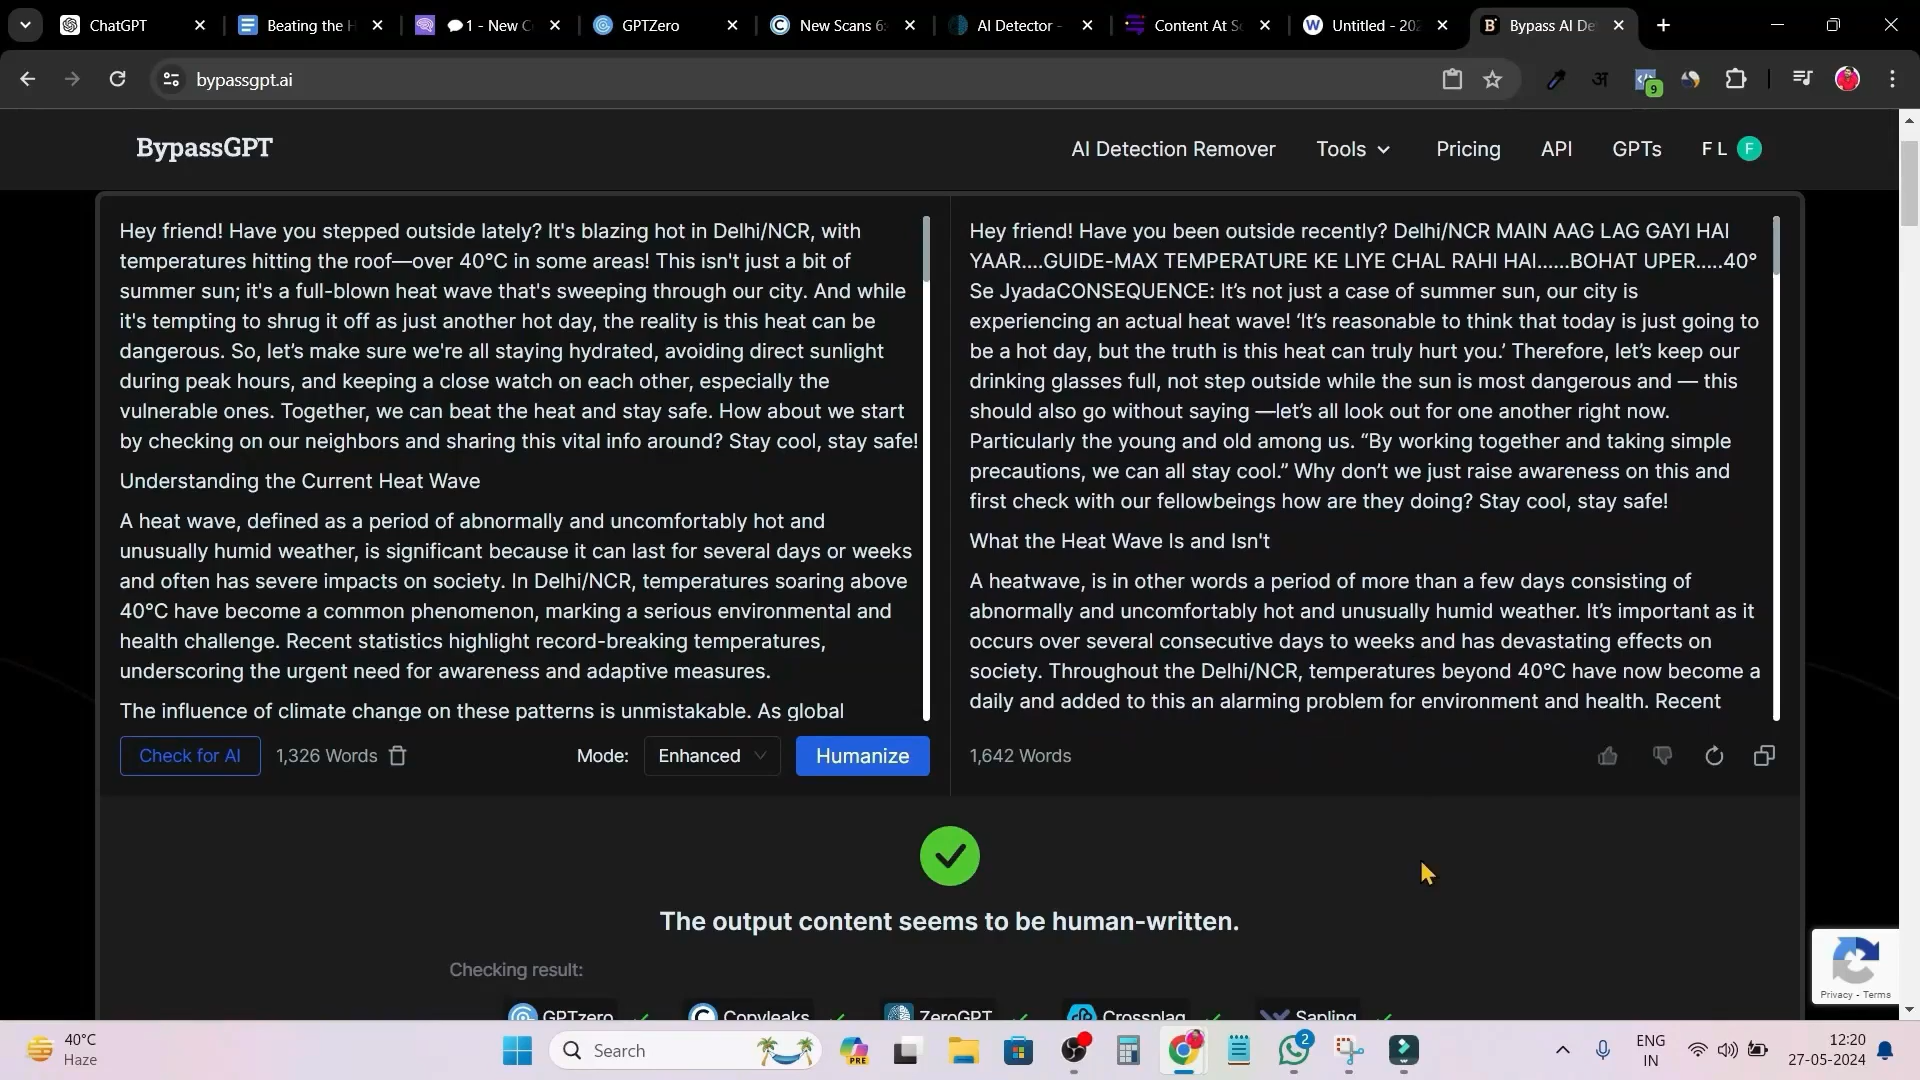 ChatGPT
Beating the H
1 - New C
GPTZero
New Scans 6:
AI Detector -
Content At S
Untitled - 202
Bypass AI De
bypassgpt.ai
9
BypassGPT
AI Detection Remover
Tools
Pricing
API
GPTs
F L
F
Hey friend! Have you stepped outside lately? It's blazing hot in Delhi/NCR, with
temperatures hitting the roof—over 40°C in some areas! This isn't just a bit of
summer sun; it's a full-blown heat wave that's sweeping through our city. And while
it's tempting to shrug it off as just another hot day, the reality is this heat can be
dangerous. So, let’s make sure we're all staying hydrated, avoiding direct sunlight
during peak hours, and keeping a close watch on each other, especially the
vulnerable ones. Together, we can beat the heat and stay safe. How about we start
by checking on our neighbors and sharing this vital info around? Stay cool, stay safe!
Understanding the Current Heat Wave
A heat wave, defined as a period of abnormally and uncomfortably hot and
unusually humid weather, is significant because it can last for several days or weeks
and often has severe impacts on society. In Delhi/NCR, temperatures soaring above
40°C have become a common phenomenon, marking a serious environmental and
health challenge. Recent statistics highlight record-breaking temperatures,
underscoring the urgent need for awareness and adaptive measures.
The influence of climate change on these patterns is unmistakable. As global
Check for AI
1,326 Words
Mode:
Enhanced
Humanize
Hey friend! Have you been outside recently? Delhi/NCR MAIN AAG LAG GAYI HAI
YAAR....GUIDE-MAX TEMPERATURE KE LIYE CHAL RAHI HAI......BOHAT UPER.....40°
Se JyadaCONSEQUENCE: It’s not just a case of summer sun, our city is
experiencing an actual heat wave! ‘It’s reasonable to think that today is just going to
be a hot day, but the truth is this heat can truly hurt you.’ Therefore, let’s keep our
drinking glasses full, not step outside while the sun is most dangerous and — this
should also go without saying —let’s all look out for one another right now.
Particularly the young and old among us. “By working together and taking simple
precautions, we can all stay cool.” Why don’t we just raise awareness on this and
first check with our fellowbeings how are they doing? Stay cool, stay safe!
What the Heat Wave Is and Isn't
A heatwave, is in other words a period of more than a few days consisting of
abnormally and uncomfortably hot and unusually humid weather. It’s important as it
occurs over several consecutive days to weeks and has devastating effects on
society. Throughout the Delhi/NCR, temperatures beyond 40°C have now become a
daily and added to this an alarming problem for environment and health. Recent
1,642 Words
The output content seems to be human-written.
Checking result:
GPTzero
Copyleaks
ZeroGPT
Crossplag
Sapling
Privacy - Terms
40°C
Haze
Search
PRE
2
ENG
IN
12:20
27-05-2024